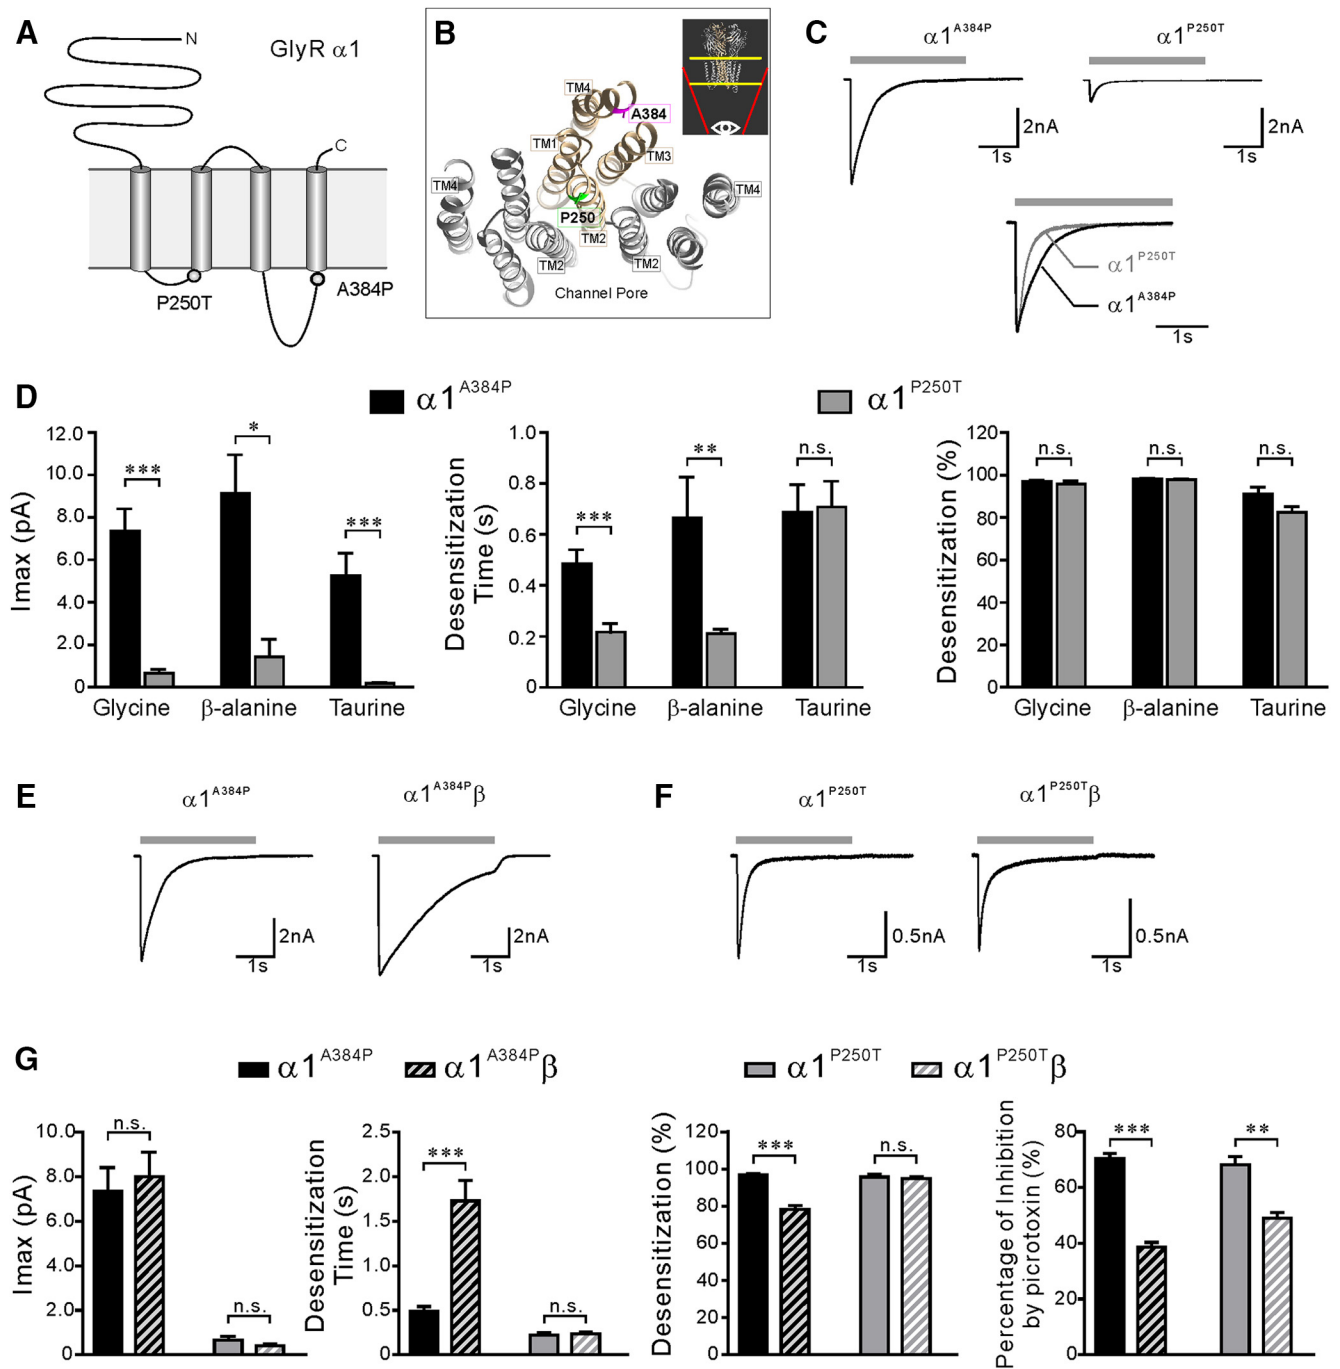 A
GlyR α1
N
C
P250T
A384P
B
TM4
A384
TM1
TM3
TM4
TM4
P250
TM2
TM2
TM2
Channel Pore
C
α1A384P
α1P250T
2nA
1s
2nA
1s
α1P250T
α1A384P
1s
D
α1A384P
α1P250T
Imax (pA)
12.0
10.0
8.0
6.0
4.0
2.0
0
***
*
***
Glycine
β-alanine
Taurine
Desensitization
Time (s)
1.0
0.8
0.6
0.4
0.2
0
***
**
n.s.
Glycine
β-alanine
Taurine
Desensitization (%)
120
100
80
60
40
20
0
n.s.
n.s.
n.s.
Glycine
β-alanine
Taurine
E
α1A384P
α1A384Pβ
2nA
1s
2nA
1s
F
α1P250T
α1P250Tβ
0.5nA
1s
0.5nA
1s
G
α1A384P
α1A384Pβ
α1P250T
α1P250Tβ
Imax (pA)
10.0
8.0
6.0
4.0
2.0
0
n.s.
n.s.
Desensitization
Time (s)
2.5
2.0
1.5
1.0
0.5
0
***
n.s.
Desensitization (%)
120
100
80
60
40
20
0
***
n.s.
Percentage of Inhibition
by picrotoxin (%)
80
60
40
20
0
***
**